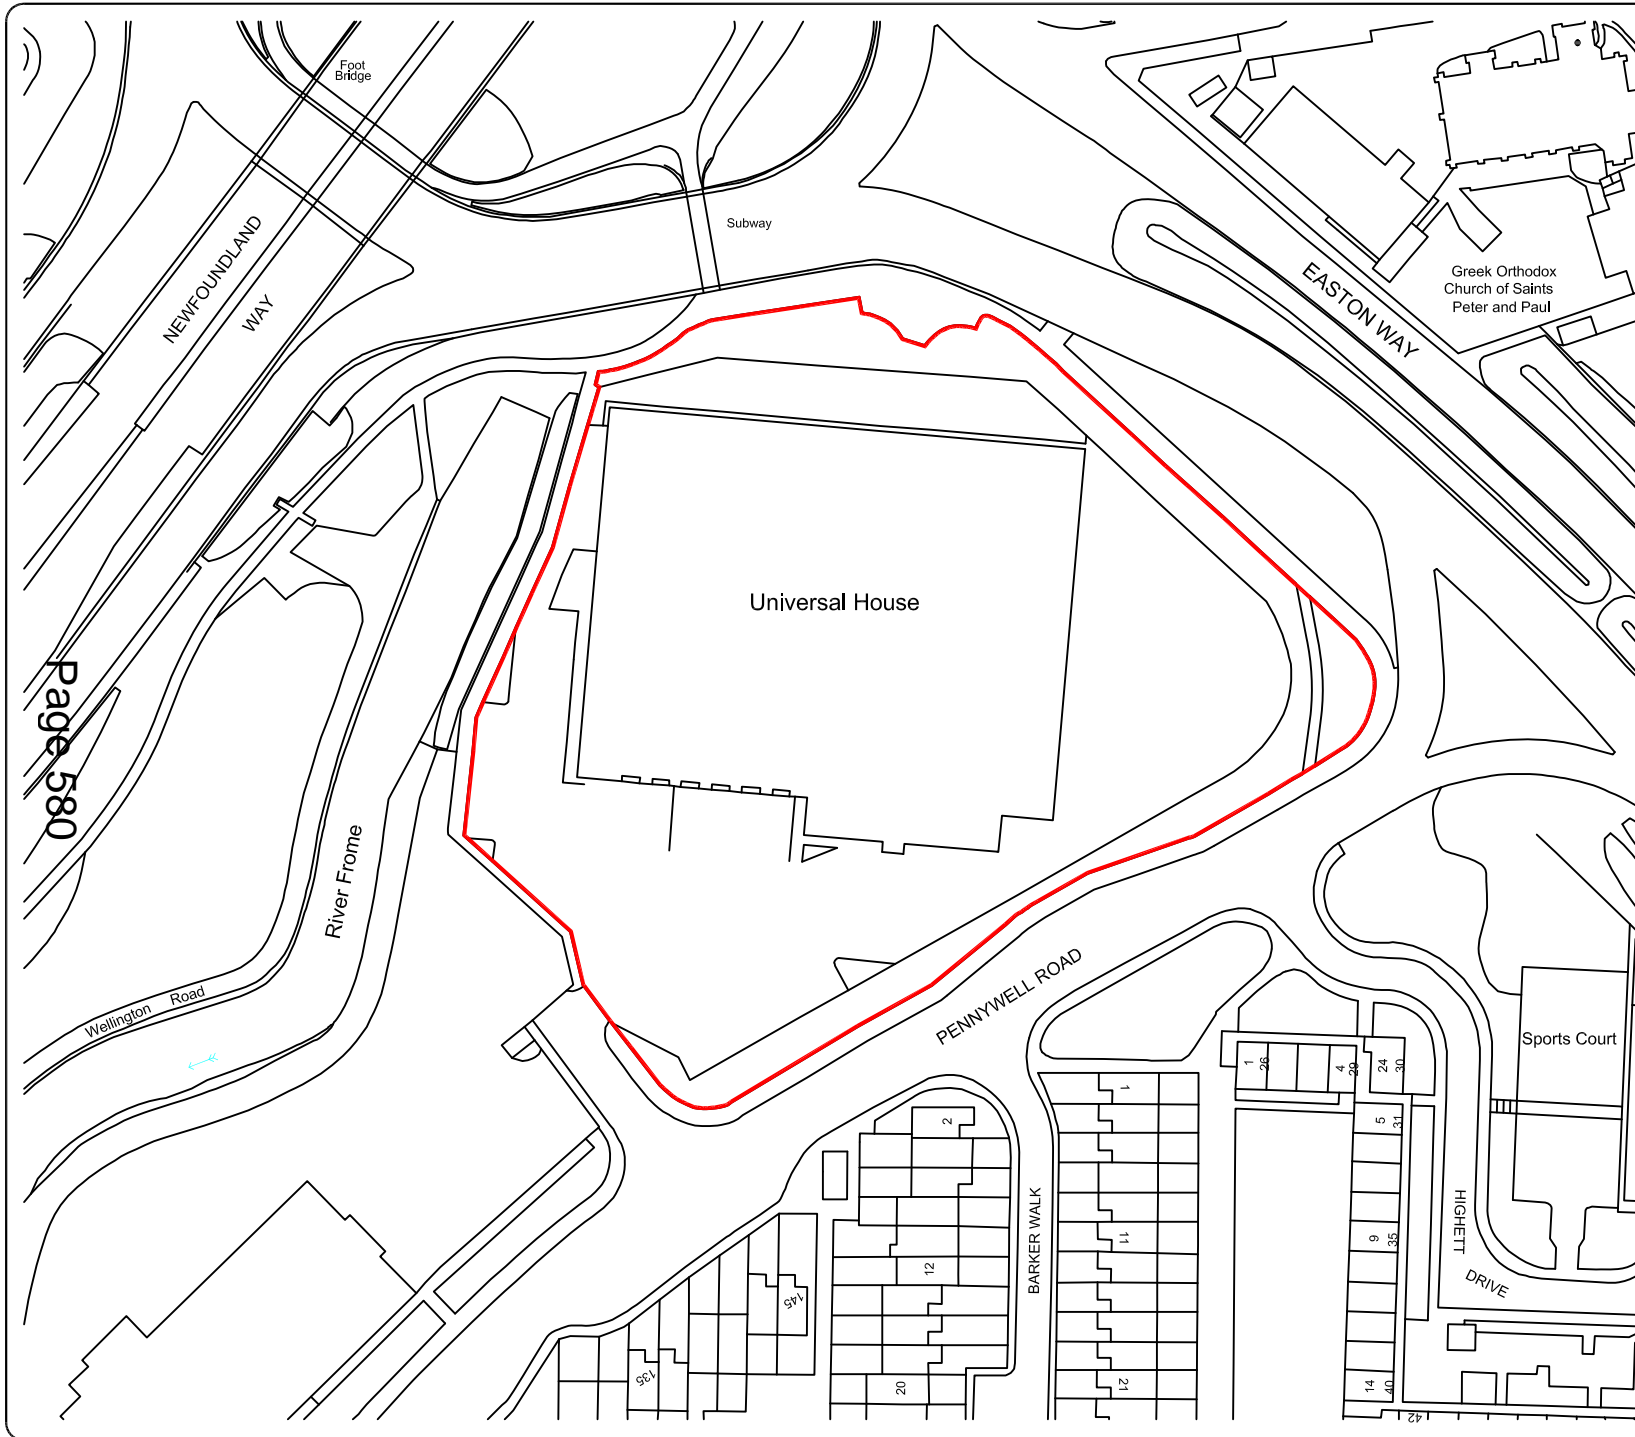 Foot
Bridge
NEWFOUNDLAND
WAY
Subway
EASTON WAY
Greek Orthodox
Church of Saints
Peter and Paul
Universal House
Page 580
River Frome
Wellington Road
PENNYWELL ROAD
Sports Court
1
26
4
29
24
30
5
31
9
35
14
40
42
HIGHETT
DRIVE
BARKER WALK
1
11
21
2
12
20
145
135